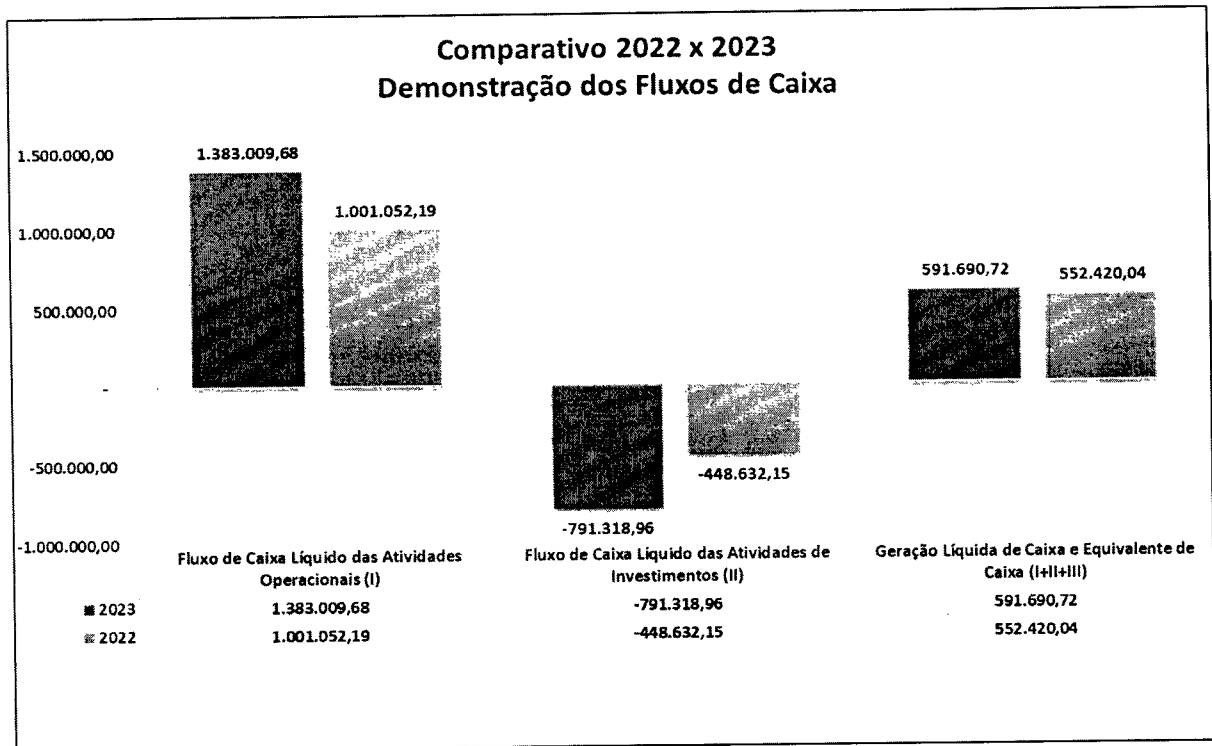 Comparativo 2022 x 2023
Demonstração dos Fluxos de Caixa
1.500.000,00
1.000.000,00
500.000,00
-
-500.000,00
-1.000.000,00
1.383.009,68
1.001.052,19
-791.318,96
-448.632,15
591.690,72
552.420,04
Fluxo de Caixa Líquido das Atividades
Operacionais (I)
Fluxo de Caixa Líquido das Atividades de
Investimentos (II)
Geração Líquida de Caixa e Equivalente de
Caixa (I+II+III)
2023 1.383.009,68 -791.318,96 591.690,72
2022 1.001.052,19 -448.632,15 552.420,04